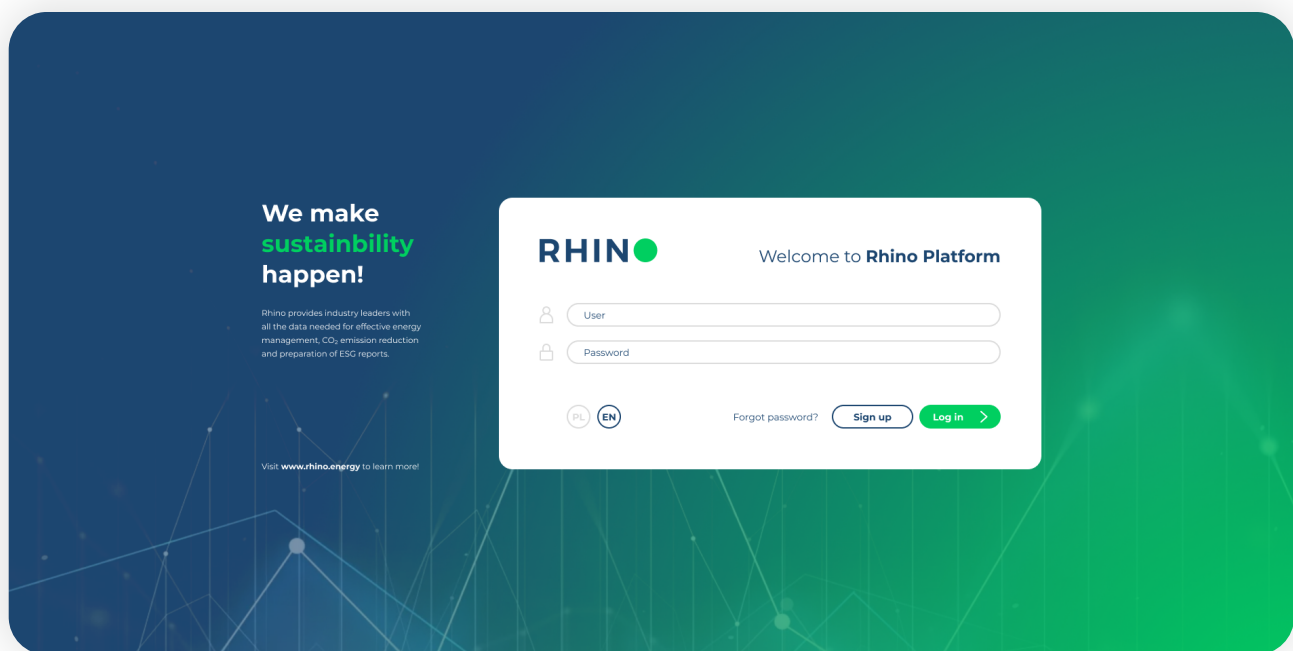 We make
sustainbility
happen!
Rhino provides industry leaders with
all the data needed for effective energy
management, CO₂ emission reduction
and preparation of ESG reports.
Visit www.rhino.energy to learn more!
RHINO
Welcome to Rhino Platform
User
Password
PL EN
Forgot password? Sign up Log in